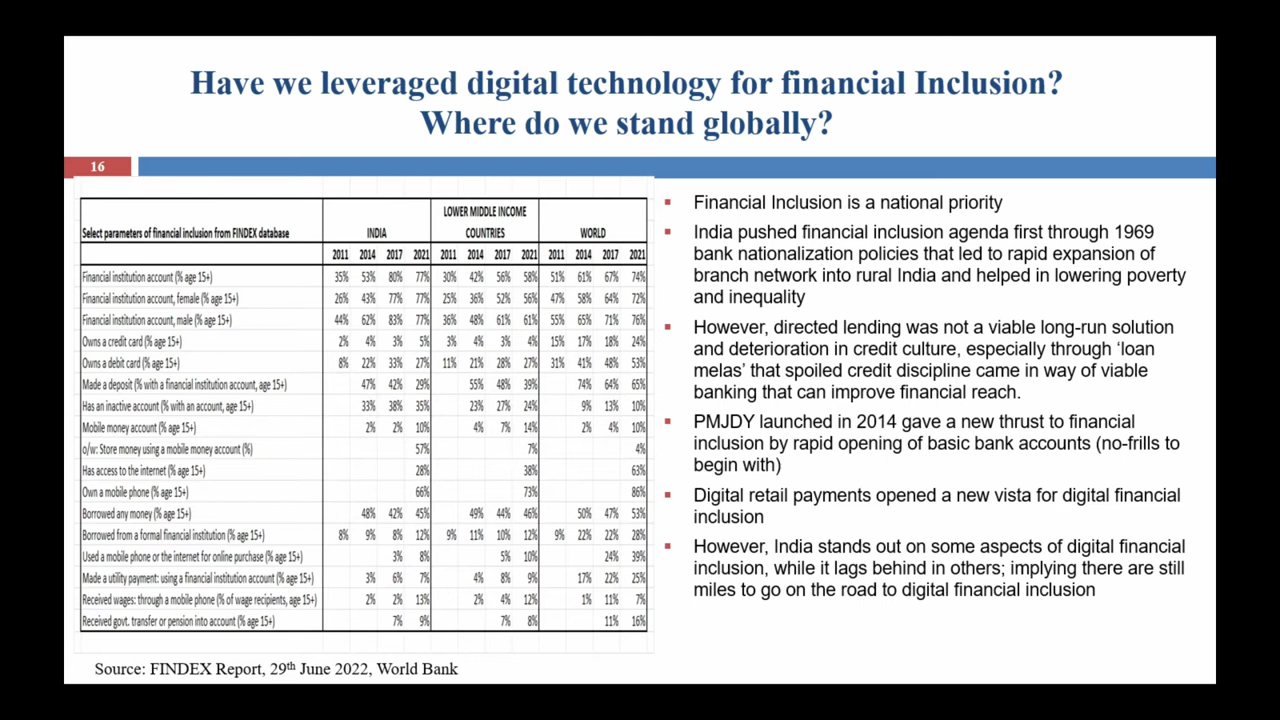 Have we leveraged digital technology for financial Inclusion?
Where do we stand globally?
16
LOWER MIDDLE INCOME
Select parameters of financial inclusion from FINDEX database INDIA COUNTRIES WORLD
2011 2014 2017 2021 2011 2014 2017 2021 2011 2014 2017 2021
Financial institution account (% age 15+) 35% 53% 80% 77% 30% 42% 56% 58% 51% 61% 67% 74%
Financial institution account, female (% age 15+) 26% 43% 77% 77% 25% 36% 52% 56% 47% 58% 64% 72%
Financial institution account, male (% age 15+) 44% 62% 83% 77% 36% 48% 61% 61% 55% 65% 71% 76%
Owns a credit card (% age 15+) 2% 4% 3% 5% 3% 4% 3% 4% 15% 17% 18% 24%
Owns a debit card (% age 15+) 8% 22% 33% 27% 11% 21% 28% 27% 31% 41% 48% 53%
Made a deposit (% with a financial institution account, age 15+) 47% 42% 29% 55% 48% 39% 74% 64% 65%
Has an inactive account (% with an account, age 15+) 33% 38% 35% 23% 27% 24% 9% 13% 10%
Mobile money account (% age 15+) 2% 2% 10% 4% 7% 14% 2% 4% 10%
o/w: Store money using a mobile money account (%) 57% 7% 4%
Has access to the internet (% age 15+) 28% 38% 63%
Own a mobile phone (% age 15+) 66% 73% 86%
Borrowed any money (% age 15+) 48% 42% 45% 49% 44% 46% 50% 47% 53%
Borrowed from a formal financial institution (% age 15+) 8% 9% 8% 12% 9% 11% 10% 12% 9% 22% 22% 28%
Used a mobile phone or the internet for online purchase (% age 15+) 3% 8% 5% 10% 24% 39%
Made a utility payment: using a financial institution account (% age 15+) 3% 6% 7% 4% 8% 9% 17% 22% 25%
Received wages: through a mobile phone (% of wage recipients, age 15+) 2% 2% 13% 2% 4% 12% 1% 11% 7%
Received govt. transfer or pension into account (% age 15+) 7% 9% 7% 8% 11% 16%
Source: FINDEX Report, 29th June 2022, World Bank
Financial Inclusion is a national priority
India pushed financial inclusion agenda first through 1969
bank nationalization policies that led to rapid expansion of
branch network into rural India and helped in lowering poverty
and inequality
However, directed lending was not a viable long-run solution
and deterioration in credit culture, especially through ‘loan
melas’ that spoiled credit discipline came in way of viable
banking that can improve financial reach.
PMJDY launched in 2014 gave a new thrust to financial
inclusion by rapid opening of basic bank accounts (no-frills to
begin with)
Digital retail payments opened a new vista for digital financial
inclusion
However, India stands out on some aspects of digital financial
inclusion, while it lags behind in others; implying there are still
miles to go on the road to digital financial inclusion